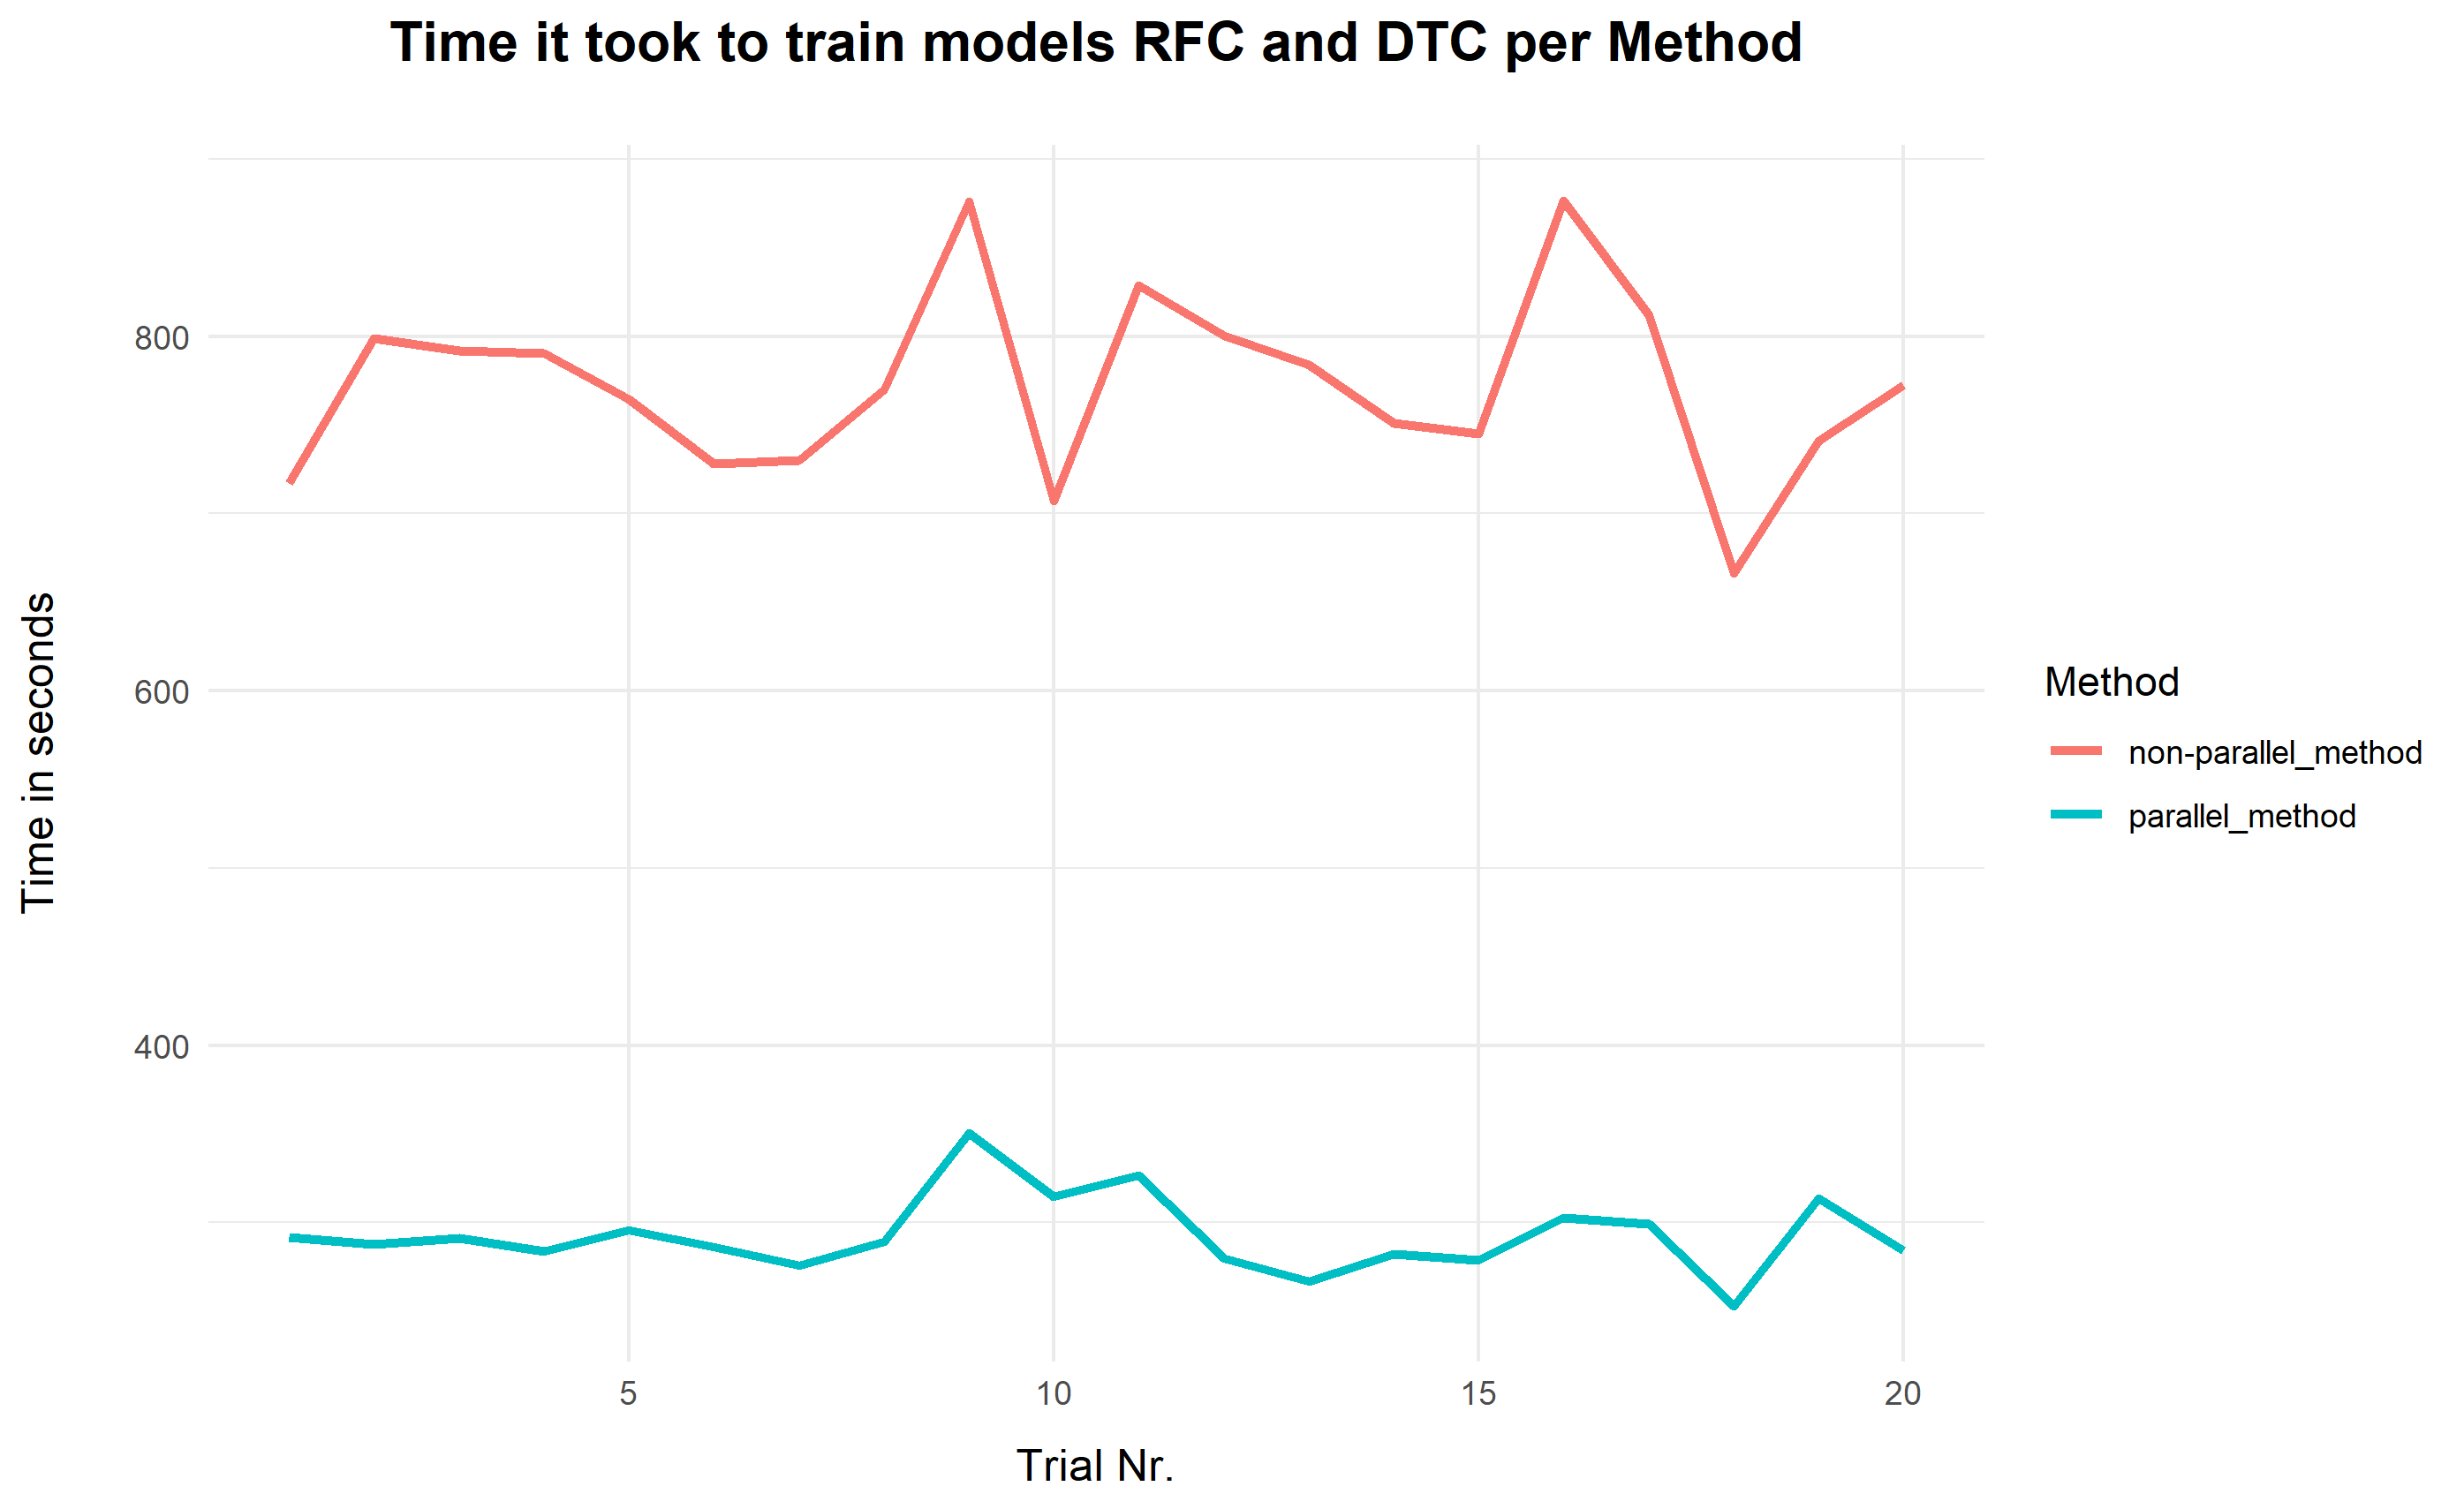 Time it took to train models RFC and DTC per Method
Time in seconds
800
600
400
5
10
15
20
Trial Nr.
Method
non-parallel_method
parallel_method